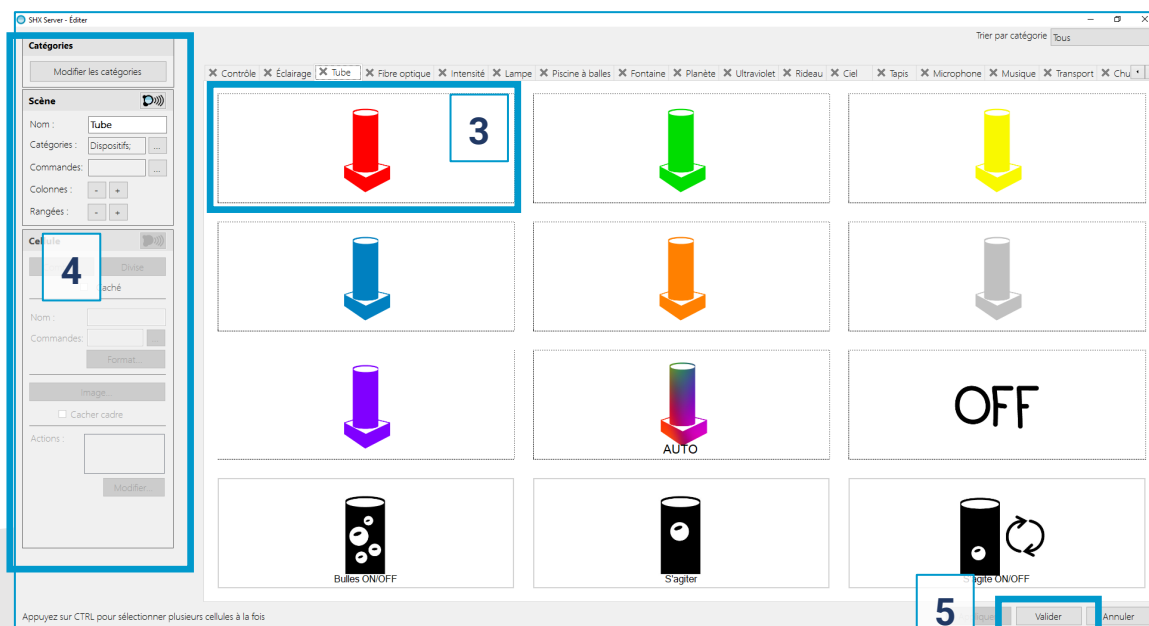 SHX Server - Éditer
Trier par catégorie Tous
Catégories
Modifier les catégories
Contrôle Éclairage Tube Fibre optique Intensité Lampe Piscine à balles Fontaine Planète Ultraviolet Rideau Ciel Tapis Microphone Musique Transport Chu
Scène
Nom : Tube
Catégories : Dispositifs; ...
Commandes: ...
Colonnes : - +
Rangées : - +
3
Cellule
4
Divise
aché
Nom :
Commandes: ...
Format...
Image...
Cacher cadre
Actions :
Modifier...
AUTO
OFF
Bulles ON/OFF
S'agiter
S'agite ON/OFF
5
Appuyez sur CTRL pour sélectionner plusieurs cellules à la fois
Valider
Annuler